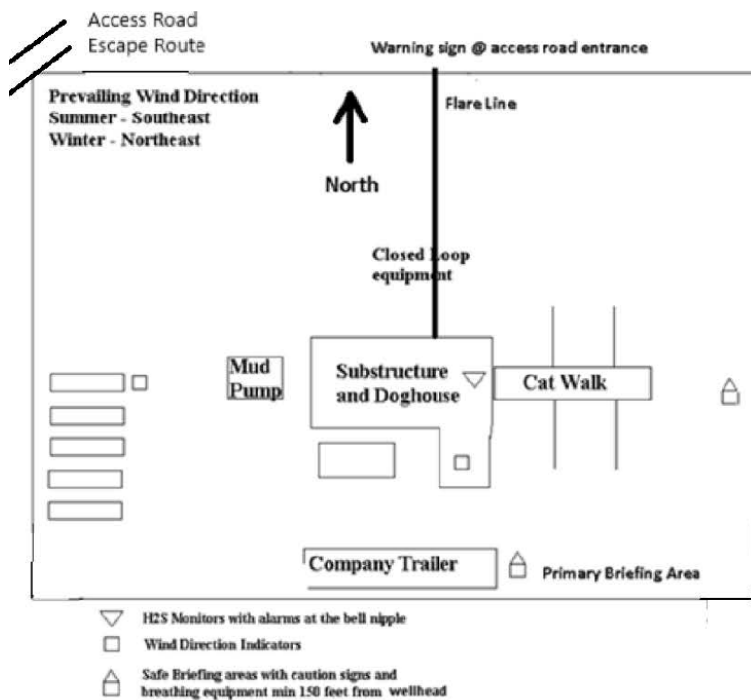 Access Road
Escape Route
Warning sign @ access road entrance
Prevailing Wind Direction
Summer - Southeast
Winter - Northeast
Flare Line
North
Closed Loop
equipment
Mud
Pump
Substructure
and Doghouse
Cat Walk
Company Trailer
Primary Briefing Area
H2S Monitors with alarms at the bell nipple
Wind Direction Indicators
Safe Briefing areas with caution signs and
breathing equipment min 150 feet from wellhead